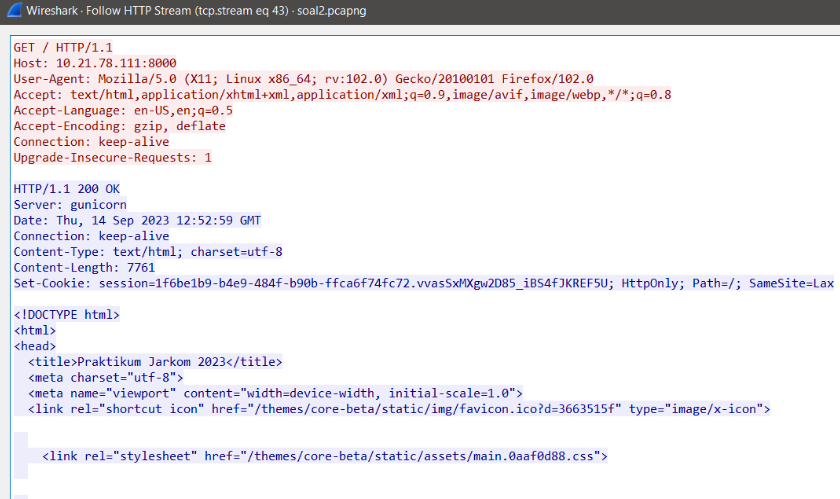 Wireshark · Follow HTTP Stream (tcp.stream eq 43) · soal2.pcapng
GET / HTTP/1.1
Host: 10.21.78.111:8000
User-Agent: Mozilla/5.0 (X11; Linux x86_64; rv:102.0) Gecko/20100101 Firefox/102.0
Accept: text/html,application/xhtml+xml,application/xml;q=0.9,image/avif,image/webp,*/*;q=0.8
Accept-Language: en-US,en;q=0.5
Accept-Encoding: gzip, deflate
Connection: keep-alive
Upgrade-Insecure-Requests: 1
HTTP/1.1 200 OK
Server: gunicorn
Date: Thu, 14 Sep 2023 12:52:59 GMT
Connection: keep-alive
Content-Type: text/html; charset=utf-8
Content-Length: 7761
Set-Cookie: session=1f6be1b9-b4e9-484f-b90b-ffca6f74fc72.vvasSxMXgw2D85_iBS4fJKREF5U; HttpOnly; Path=/; SameSite=Lax
<!DOCTYPE html>
<html>
<head>
<title>Praktikum Jarkom 2023</title>
<meta charset="utf-8">
<meta name="viewport" content="width=device-width, initial-scale=1.0">
<link rel="shortcut icon" href="/themes/core-beta/static/img/favicon.ico?d=3663515f" type="image/x-icon">
<link rel="stylesheet" href="/themes/core-beta/static/assets/main.0aaf0d88.css">